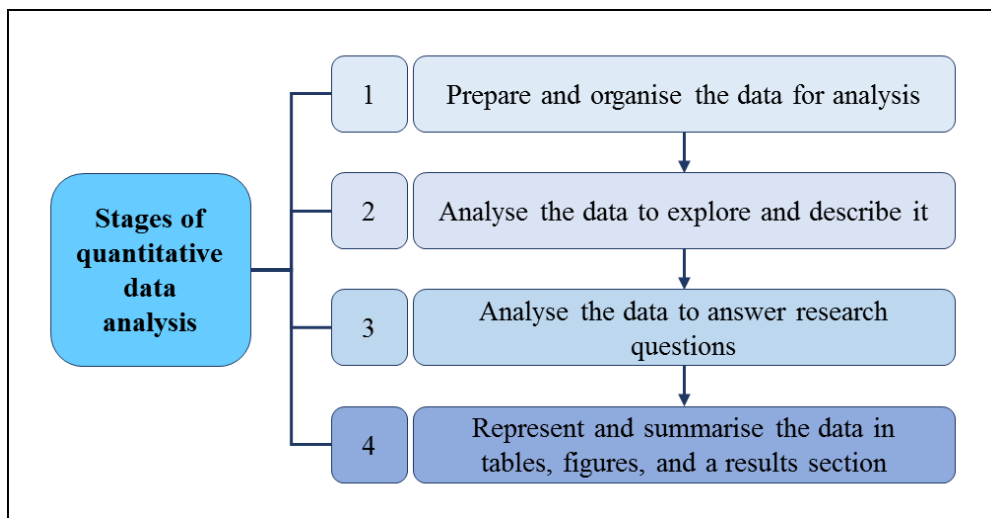 Stages of
quantitative
data
analysis
1
Prepare and organise the data for analysis
2
Analyse the data to explore and describe it
3
Analyse the data to answer research
questions
4
Represent and summarise the data in
tables, figures, and a results section